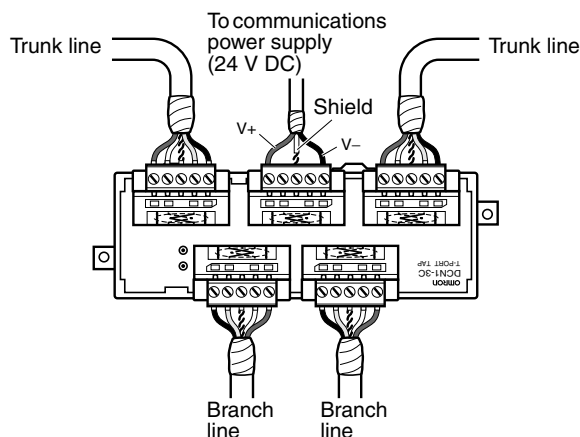 To communications
power supply
(24 V DC)
Trunk line
Trunk line
Shield
V+
V–
OMRON
DCN1-3C
T-PORT TAP
Branch
line
Branch
line